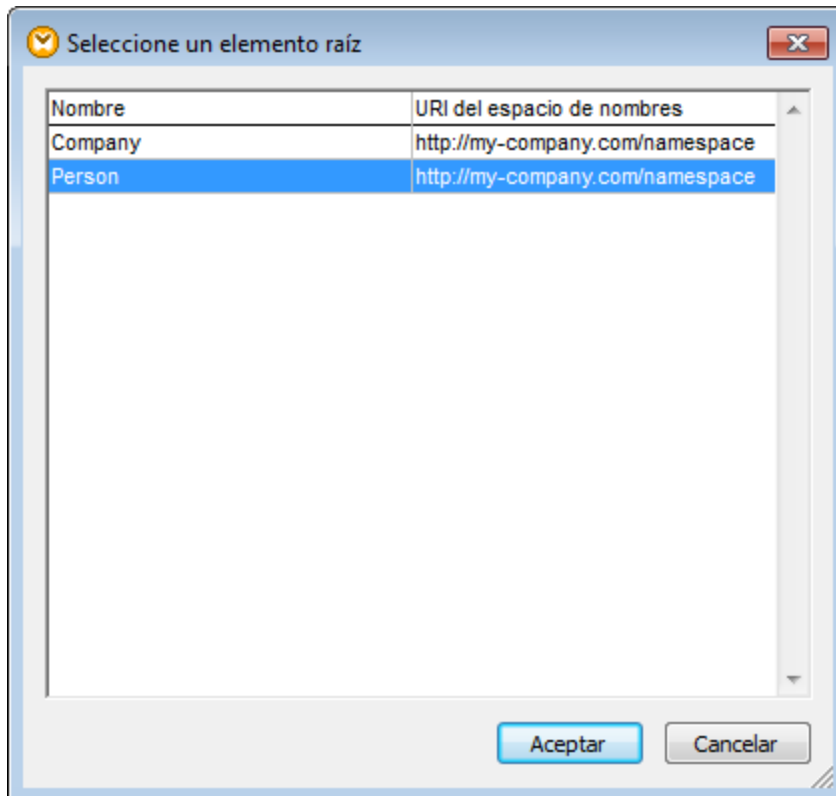 Seleccione un elemento raíz
Nombre URI del espacio de nombres
Company http://my-company.com/namespace
Person http://my-company.com/namespace
Aceptar Cancelar